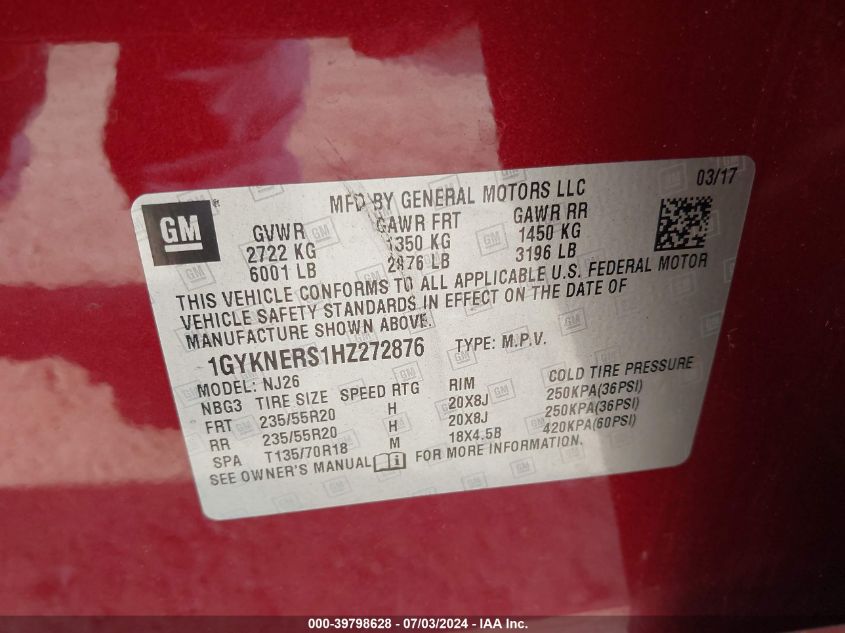 03/17
MFD BY GENERAL MOTORS LLC
GM
GVWR GAWR FRT GAWR RR
2722 KG 1350 KG 1450 KG
6001 LB 2976 LB 3196 LB
THIS VEHICLE CONFORMS TO ALL APPLICABLE U.S. FEDERAL MOTOR
VEHICLE SAFETY STANDARDS IN EFFECT ON THE DATE OF
MANUFACTURE SHOWN ABOVE.
1GYKNERS1HZ272876 TYPE: M.P.V.
MODEL: NJ26
NBG3 TIRE SIZE SPEED RTG RIM COLD TIRE PRESSURE
FRT 235/55R20 H 20X8J 250KPA(36PSI)
RR 235/55R20 H 20X8J 250KPA(36PSI)
SPA T135/70R18 M 18X4.5B 420KPA(60PSI)
SEE OWNER'S MANUAL FOR MORE INFORMATION.
000-39798628 - 07/03/2024 - IAA Inc.